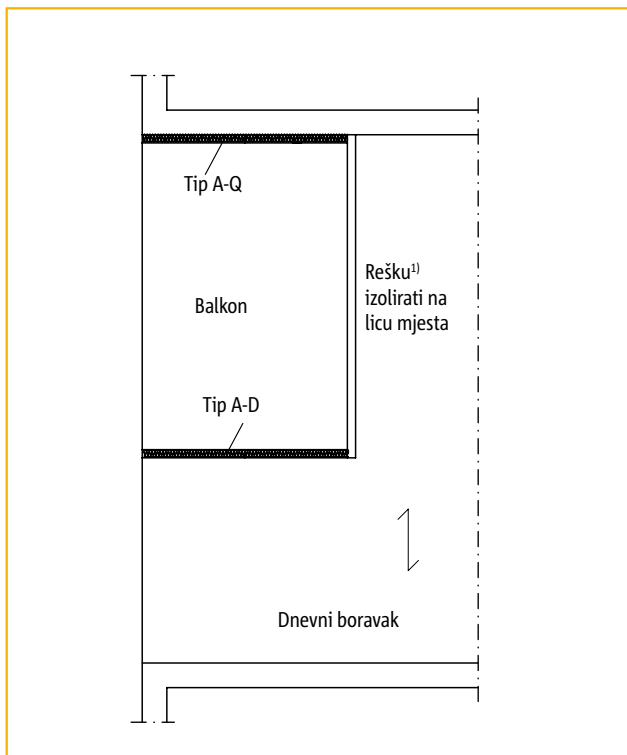 Tip A-Q
Rešku¹⁾
izolirati na
licu mjesta
Balkon
Tip A-D
Dnevni boravak